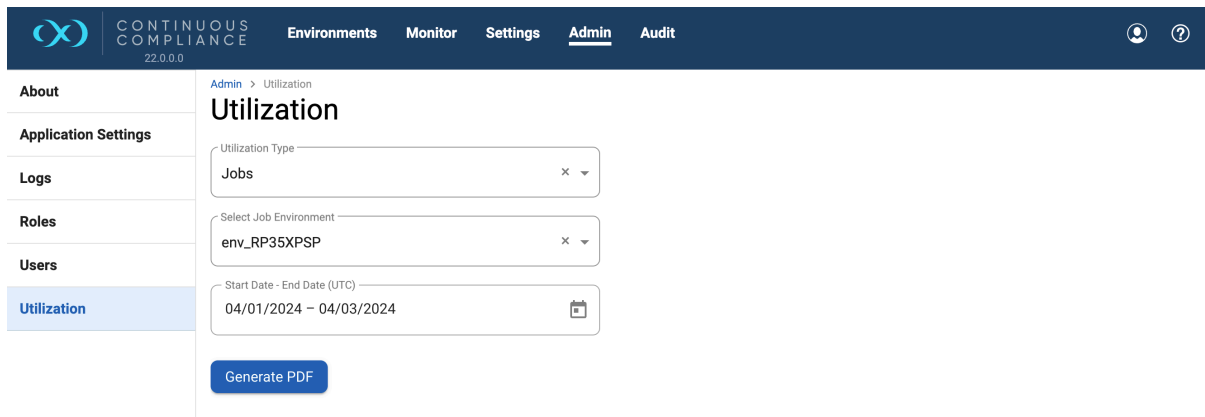 CONTINUOUS
COMPLIANCE
22.0.0.0
Environments Monitor Settings Admin Audit
About
Application Settings
Logs
Roles
Users
Utilization
Admin > Utilization
Utilization
Utilization Type
Jobs
Select Job Environment
env_RP35XPSP
Start Date - End Date (UTC)
04/01/2024 – 04/03/2024
Generate PDF